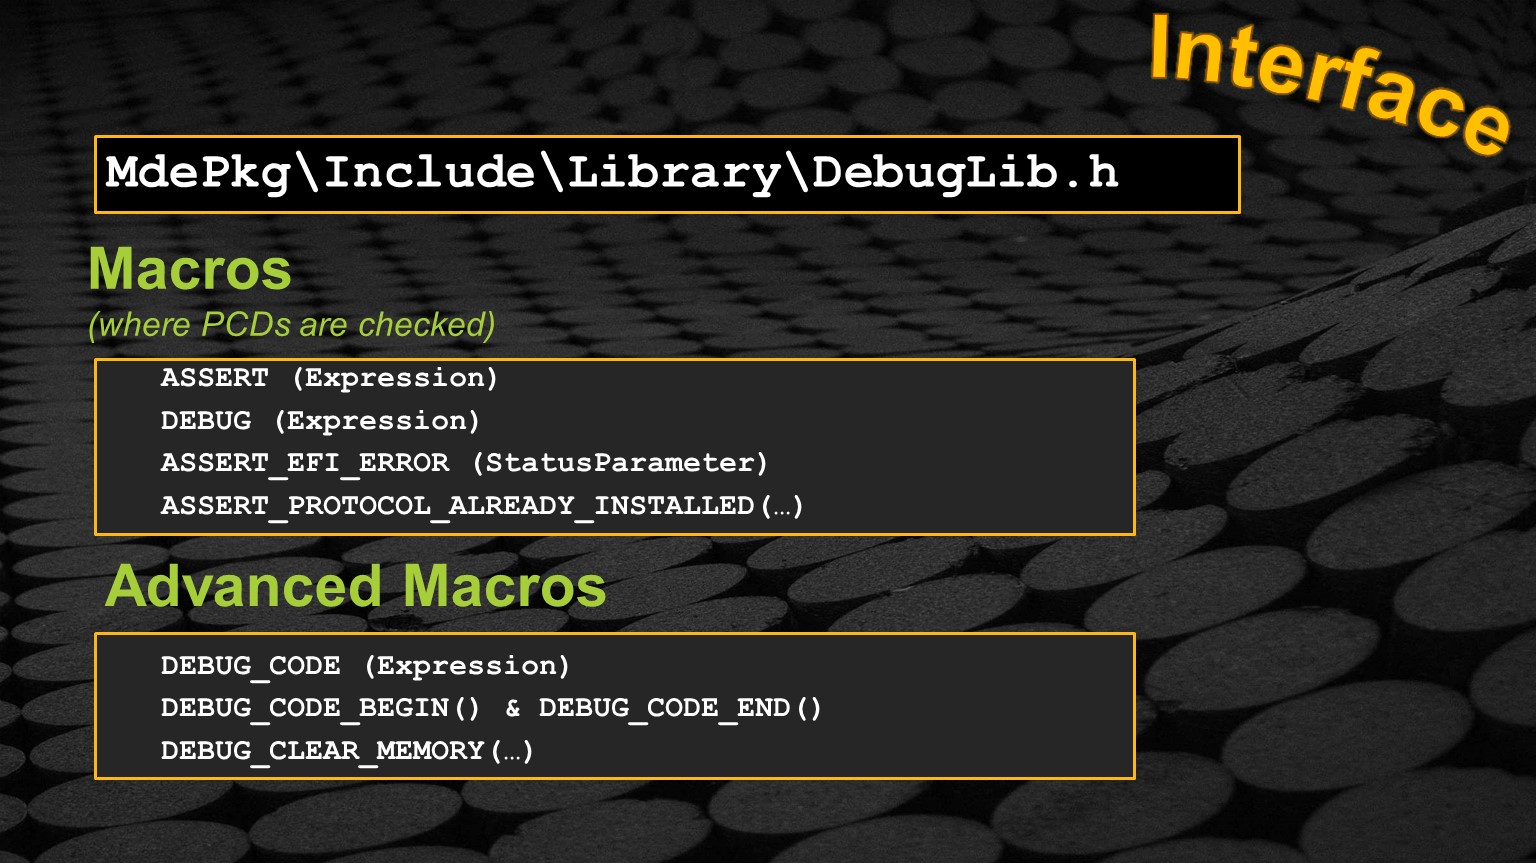 Interface
MdePkg\Include\Library\DebugLib.h
Macros
(where PCDs are checked)
ASSERT (Expression)
DEBUG (Expression)
ASSERT_EFI_ERROR (StatusParameter)
ASSERT_PROTOCOL_ALREADY_INSTALLED(…)
Advanced Macros
DEBUG_CODE (Expression)
DEBUG_CODE_BEGIN() & DEBUG_CODE_END()
DEBUG_CLEAR_MEMORY(…)